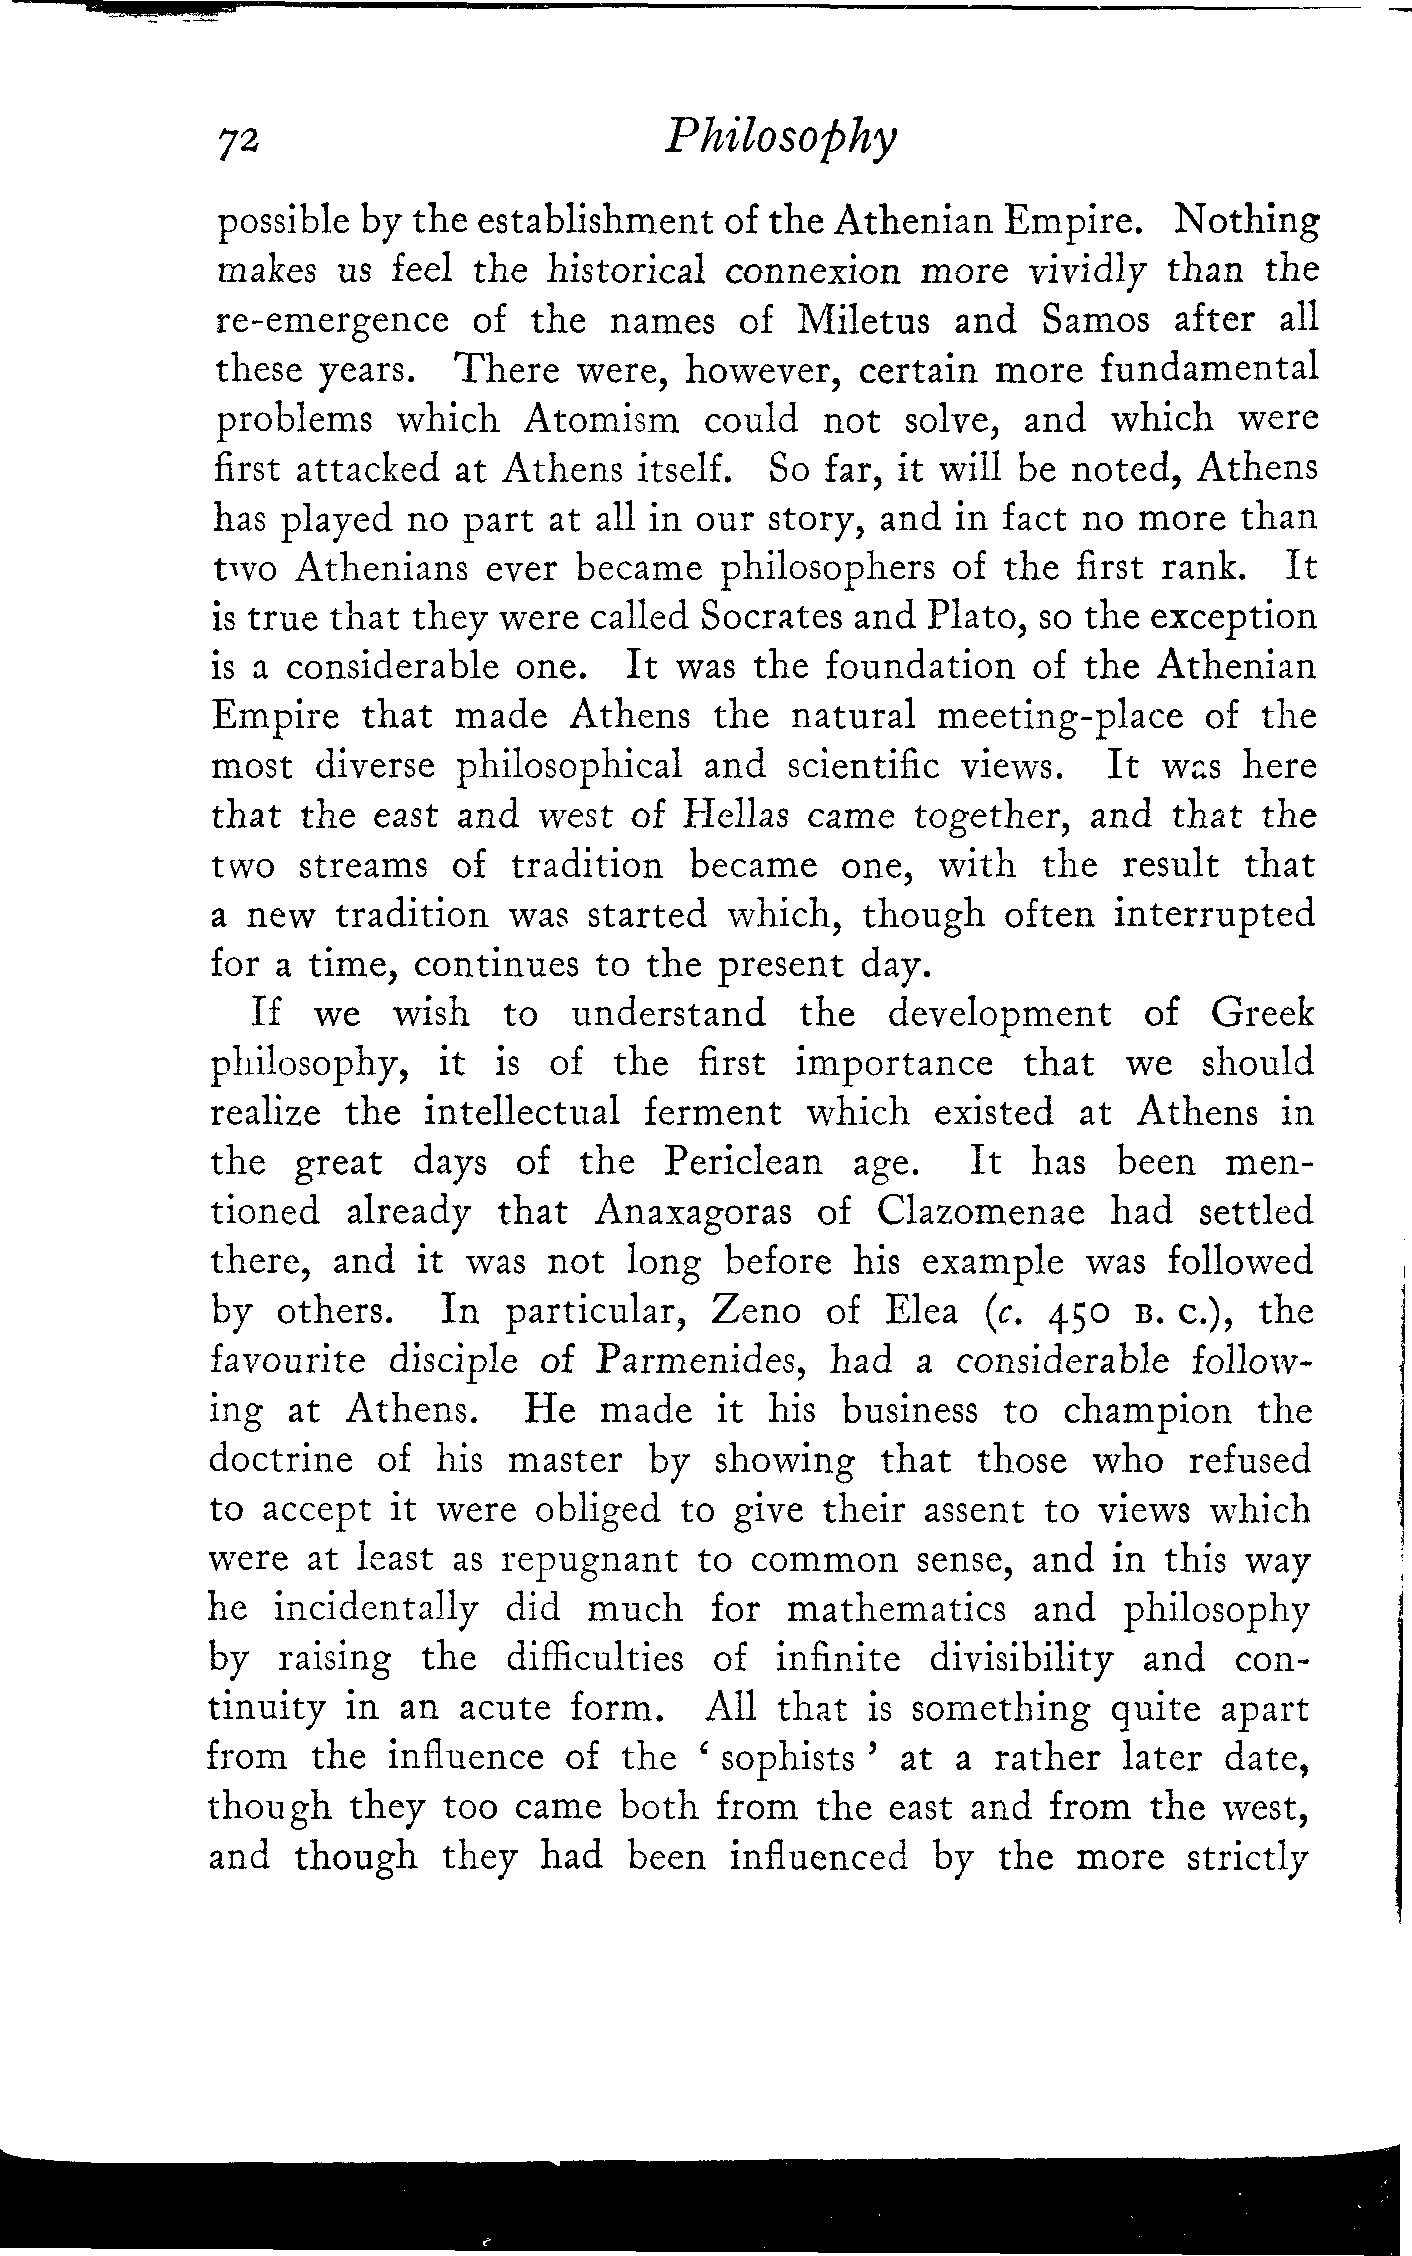 72 Philosophy
possible by the establishment of the Athenian Empire. Nothing
makes us feel the historical connexion more vividly than the
re-emergence of the names of Miletus and Samos after all
these years. There were, however, certain more fundamental
problems which Atomism could not solve, and which were
first attacked at Athens itself. So far, it will be noted, Athens
has played no part at all in our story, and in fact no more than
two Athenians ever became philosophers of the first rank. It
is true that they were called Socrates and Plato, so the exception
is a considerable one. It was the foundation of the Athenian
Empire that made Athens the natural meeting-place of the
most diverse philosophical and scientific views. It was here
that the east and west of Hellas came together, and that the
two streams of tradition became one, with the result that
a new tradition was started which, though often interrupted
for a time, continues to the present day.
If we wish to understand the development of Greek
philosophy, it is of the first importance that we should
realize the intellectual ferment which existed at Athens in
the great days of the Periclean age. It has been men-
tioned already that Anaxagoras of Clazomenae had settled
there, and it was not long before his example was followed
by others. In particular, Zeno of Elea (c. 450 B. C.), the
favourite disciple of Parmenides, had a considerable follow-
ing at Athens. He made it his business to champion the
doctrine of his master by showing that those who refused
to accept it were obliged to give their assent to views which
were at least as repugnant to common sense, and in this way
he incidentally did much for mathematics and philosophy
by raising the difficulties of infinite divisibility and con-
tinuity in an acute form. All that is something quite apart
from the influence of the ‘ sophists ’ at a rather later date,
though they too came both from the east and from the west,
and though they had been influenced by the more strictly